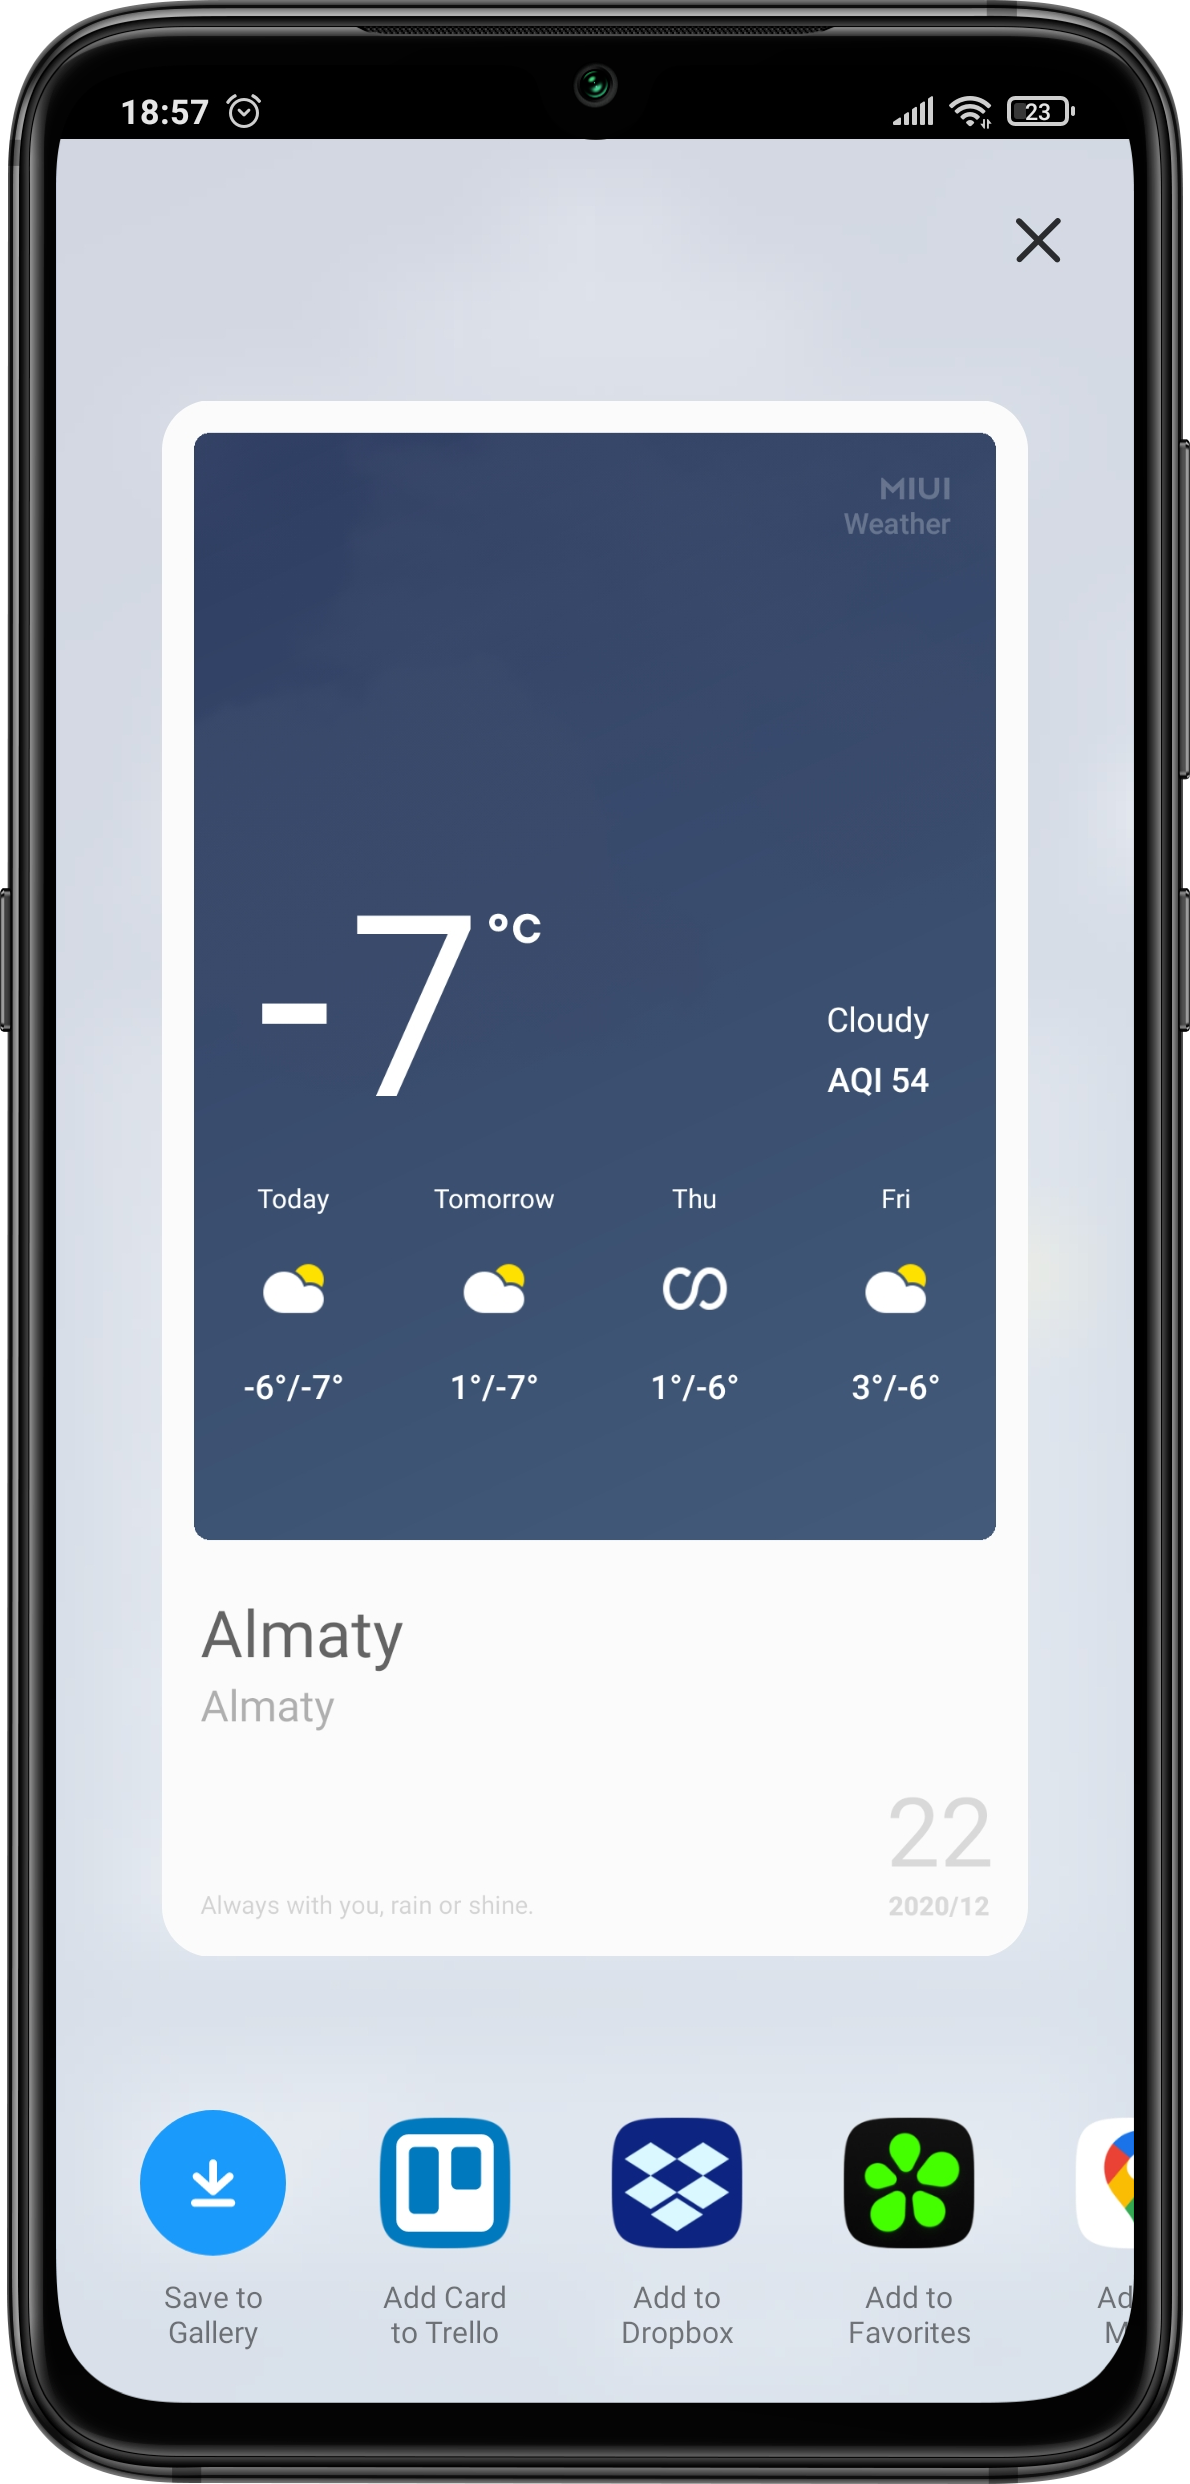 18:57 23
MIUI
Weather
-7°C
Cloudy
AQI 54
Today Tomorrow Thu Fri
-6°/-7° 1°/-7° 1°/-6° 3°/-6°
Almaty
Almaty
22
Always with you, rain or shine. 2020/12
Save to Add Card Add to Add to Ad
Gallery to Trello Dropbox Favorites M